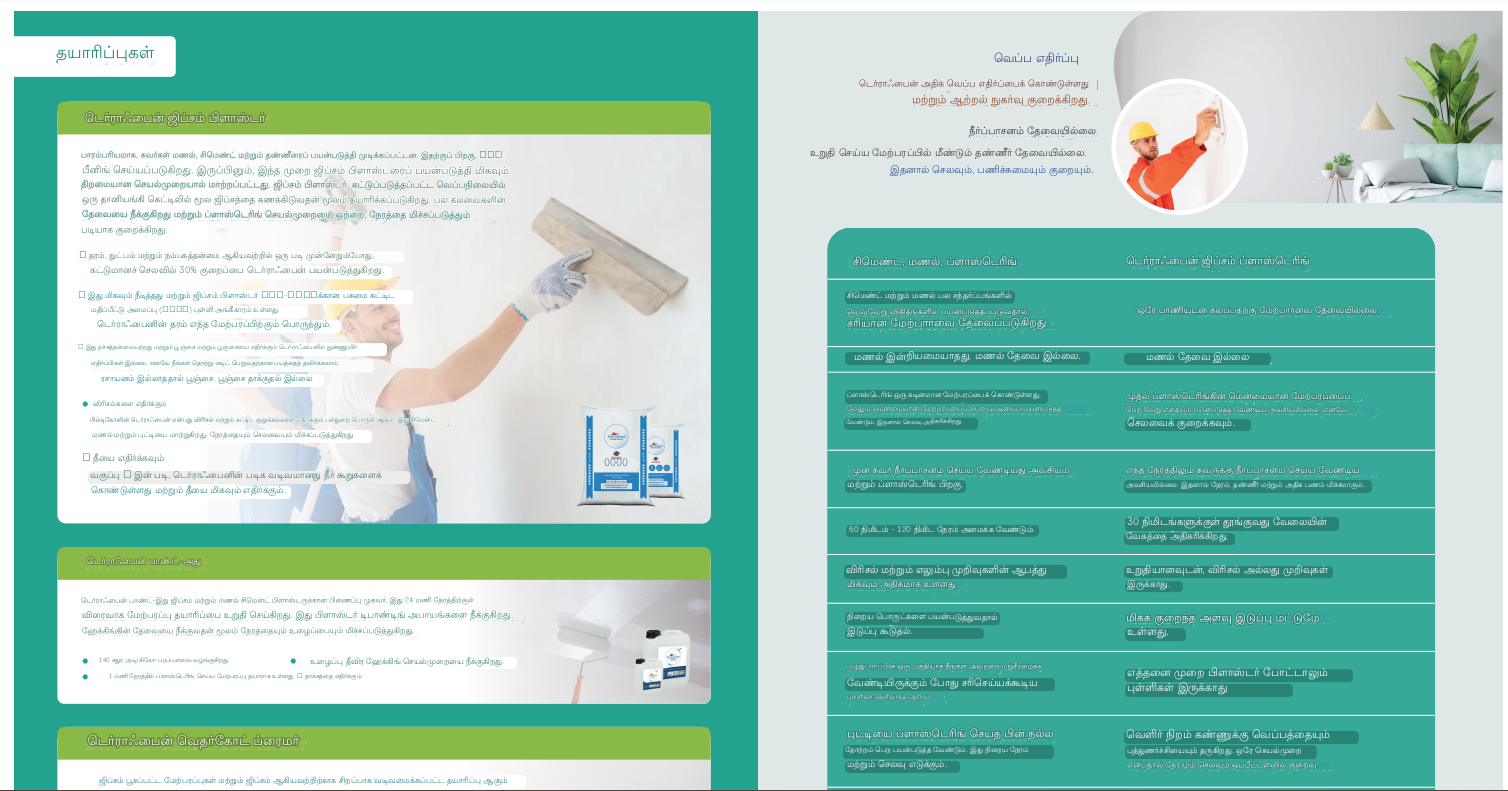 தயாரிப்புகள்
டெர்ராஃபைன் ஜிப்சம் பிளாஸ்டர்
பாரம்பரியமாக, சுவர்கள் மணல், சிமெண்ட் மற்றும் தண்ணீரைப் பயன்படுத்தி முடிக்கப்பட்டன. இதற்குப் பிறகு, □□□
பீனிங் செய்யப்படுகிறது. இருப்பினும், இந்த முறை ஜிப்சம் பிளாஸ்டரைப் பயன்படுத்தி மிகவும்
திறமையான செயல்முறையால் மாற்றப்பட்டது. ஜிப்சம் பிளாஸ்டர், கட்டுப்படுத்தப்பட்ட வெப்பநிலையில்
ஒரு தானியங்கி கெட்டிலில் மூல ஜிப்சத்தை கணக்கிடுவதன் மூலம் தயாரிக்கப்படுகிறது. பல கலவைகளின்
தேவையை நீக்குகிறது மற்றும் ப்ளாஸ்டெரிங் செயல்முறையை ஒற்றை, நேரத்தை மிச்சப்படுத்தும்
படியாக குறைக்கிறது.
□ தரம், நுட்பம் மற்றும் நம்பகத்தன்மை ஆகியவற்றில் ஒரு படி முன்னேறும்போது,
கட்டுமானச் செலவில் 30% குறைப்பை டெர்ராஃபைன் பயன்படுத்துகிறது.
□ இது மிகவும் நீடித்தது மற்றும் ஜிப்சம் பிளாஸ்டர் □□□-□□□□க்கான பசுமை கட்டிட
மதிப்பீட்டு அமைப்பு (□□□□) புள்ளி அங்கீகாரம் உள்ளது.
டெர்ராஃபைனின் தரம் எந்த மேற்பரப்பிற்கும் பொருந்தும்.
□ இது நச்சுத்தன்மையற்றது மற்றும் பூஞ்சை மற்றும் பூஞ்சையை எதிர்க்கும் டெர்ராஃபைனில் நுண்ணுயிர்
எதிர்ப்பிகள் இல்லை, எனவே நீங்கள் தொற்று-ஷாட் பெறுவதற்கான பயத்தைத் தவிர்க்கலாம்.
ரசாயனம் இல்லாததால் பூஞ்சை, பூஞ்சை தாக்குதல் இல்லை
● விரிசல்களை எதிர்க்கும்
மணல் மற்றும் புட்டியை மாற்றுகிறது, நேரத்தையும் செலவையும் மிச்சப்படுத்துகிறது.
□ தீயை எதிர்க்கவும்
வகுப்பு □ இன் படி, டெர்ராஃபைனின் படிக வடிவமானது நீர் கூறுகளைக்
கொண்டுள்ளது மற்றும் தீயை மிகவும் எதிர்க்கும்.
டெர்ராஃபைன் பாண்ட்-அது
டெர்ராஃபைன் பாண்ட்-இது ஜிப்சம் மற்றும் மணல் சிமெண்ட் பிளாஸ்டருக்கான பிணைப்பு முகவர். இது 24 மணி நேரத்திற்குள்
விரைவாக மேற்பரப்பு தயாரிப்பை உறுதி செய்கிறது. இது பிளாஸ்டர் டிபாண்டிங் அபாயங்களை நீக்குகிறது.
ஹேக்கிங்கின் தேவையை நீக்குவதன் மூலம் நேரத்தையும் உழைப்பையும் மிச்சப்படுத்துகிறது.
● 140 சதுர அடி/கிலோ பரப்பளவை வழங்குகிறது
● உழைப்பு தீவிர ஹேக்கிங் செயல்முறையை நீக்குகிறது.
● 1 மணி நேரத்தில் ப்ளாஸ்டெரிங் செய்ய மேற்பரப்பு தயாராக உள்ளது □ தாக்கத்தை எதிர்க்கும்
டெர்ராஃபைன் வெதர்கோட் ப்ரைமர்
ஜிப்சம் பூசப்பட்ட மேற்பரப்புகள் மற்றும் ஜிப்சம் ஆகியவற்றிற்காக சிறப்பாக வடிவமைக்கப்பட்ட தயாரிப்பு ஆகும்
வெப்ப எதிர்ப்பு
டெர்ராஃபைன் அதிக வெப்ப எதிர்ப்பைக் கொண்டுள்ளது
மற்றும் ஆற்றல் நுகர்வு குறைக்கிறது.
நீர்ப்பாசனம் தேவையில்லை
உறுதி செய்ய மேற்பரப்பில் மீண்டும் தண்ணீர் தேவையில்லை.
இதனால் செலவும், பணிச்சுமையும் குறையும்.
சிமெண்ட், மணல், ப்ளாஸ்டெரிங்
டெர்ராஃபைன் ஜிப்சம் ப்ளாஸ்டெரிங்
சிமெண்ட் மற்றும் மணல் பல சந்தர்ப்பங்களில்
வெவ்வேறு விகிதங்களில் பயன்படுத்தப்படுவதால்
சரியான மேற்பார்வை தேவைப்படுகிறது
ஒரே பாணியுடன் கலப்பதற்கு மேற்பார்வை தேவையில்லை
மணல் இன்றியமையாதது. மணல் தேவை இல்லை.
மணல் தேவை இல்லை
ப்ளாஸ்டெரிங் ஒரு கடினமான மேற்பரப்பைக் கொண்டுள்ளது.
மேலும் மென்மையான மேற்பரப்பைப் பெற புட்டியைப் பயன்படுத்த
வேண்டும். இதனால் செலவு அதிகரிக்கிறது
முதல் ப்ளாஸ்டெரிங்கின் மென்மையான மேற்பரப்பைப்
பெற வேறு எதையும் பயன்படுத்த வேண்டிய அவசியமில்லை, எனவே
செலவைக் குறைக்கவும்.
முன் சுவர் நீர்ப்பாசனம் செய்ய வேண்டியது அவசியம்
மற்றும் ப்ளாஸ்டெரிங் பிறகு.
எந்த நேரத்திலும் சுவருக்கு நீர்ப்பாசனம் செய்ய வேண்டிய
அவசியமில்லை. இதனால் நேரம், தண்ணீர் மற்றும் அதிக பணம் மிச்சமாகும்.
60 நிமிடம் - 120 நிமிட நேரம் அமைக்க வேண்டும்.
30 நிமிடங்களுக்குள் தூங்குவது வேலையின்
வேகத்தை அதிகரிக்கிறது.
விரிசல் மற்றும் எலும்பு முறிவுகளின் ஆபத்து
மிகவும் அதிகமாக உள்ளது
உறுதியானவுடன், விரிசல் அல்லது முறிவுகள்
இருக்காது.
நிறைய பொருட்களை பயன்படுத்துவதால்
இடுப்பு கூடுதல்.
மிகக் குறைந்த அளவு இடுப்பு மட்டுமே
உள்ளது.
பழுதுபார்ப்பின் ஒரு பகுதியாக நீங்கள் அவற்றை மறுசீரமைக்க
வேண்டியிருக்கும் போது சரிசெய்யக்கூடிய
புள்ளிகள் தெளிவாகத் தெரியும்
எத்தனை முறை பிளாஸ்டர் போட்டாலும்
புள்ளிகள் இருக்காது
புட்டியை ப்ளாஸ்டெரிங் செய்த பின் நல்ல
தோற்றம் பெற பயன்படுத்த வேண்டும். இது நிறைய நேரம்
மற்றும் செலவு எடுக்கும்.
வெளிர் நிறம் கண்ணுக்கு வெப்பத்தையும்
புத்துணர்ச்சியையும் தருகிறது. ஒரே செயல்முறை
என்பதால் நேரமும் செலவும் ஒப்பீட்டளவில் குறைவு